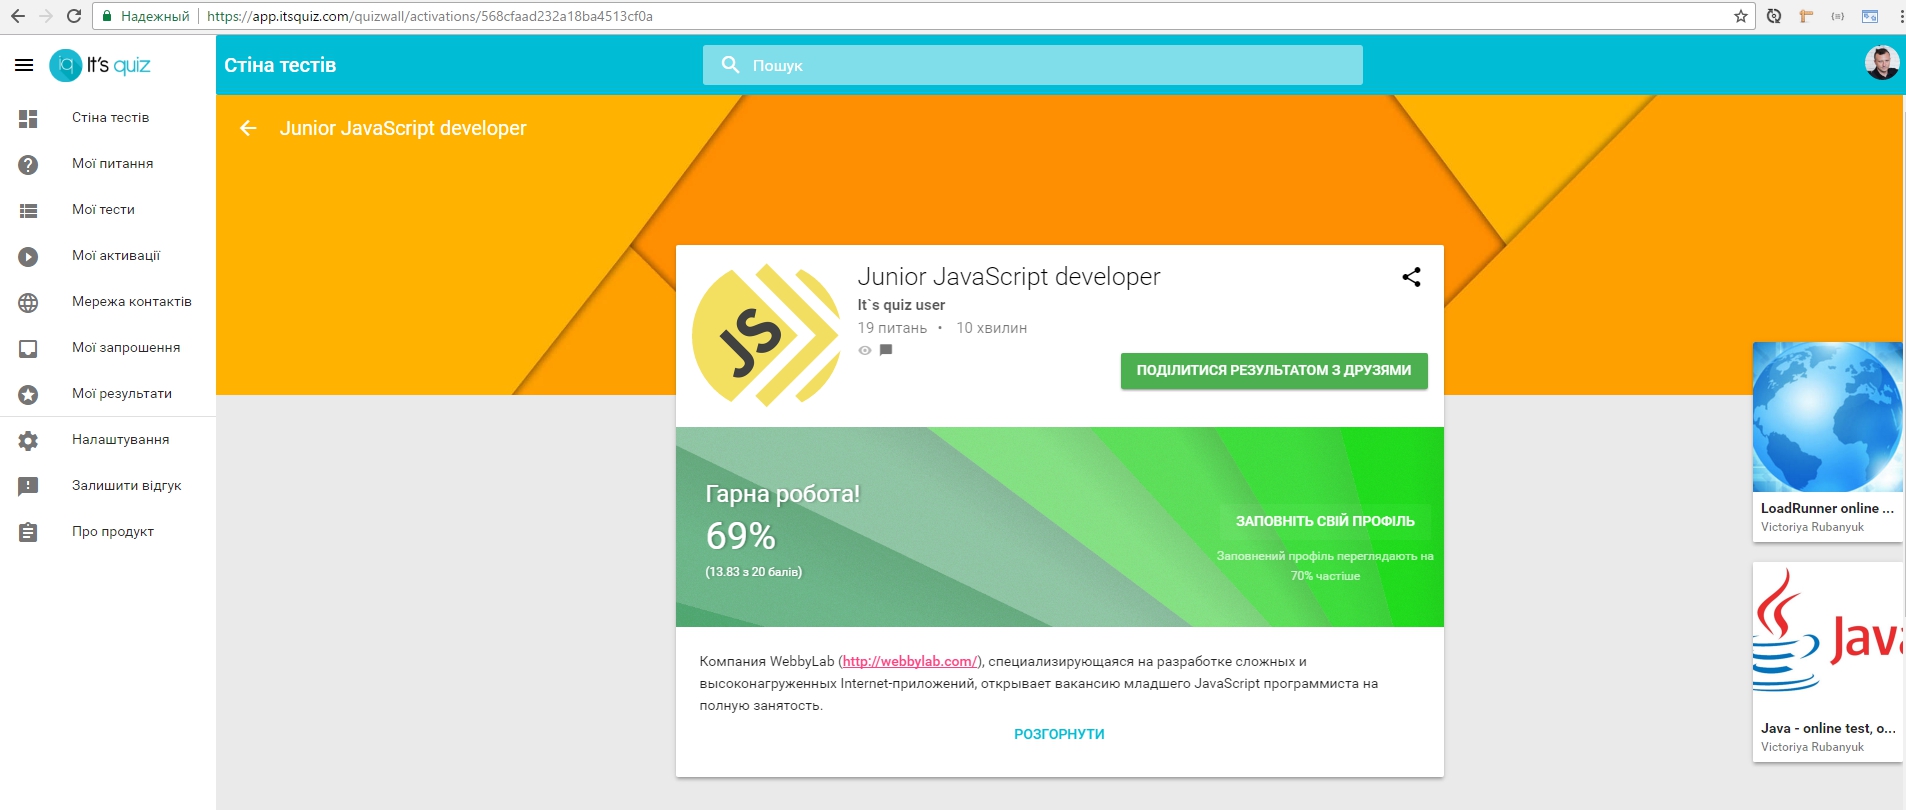 Надежный
https://app.itsquiz.com/quizwall/activations/568cfaad232a18ba4513cf0a
iq It's quiz
Стіна тестів
Пошук
Стіна тестів
Мої питання
Мої тести
Мої активації
Мережа контактів
Мої запрошення
Мої результати
Налаштування
Залишити відгук
Про продукт
Junior JavaScript developer
JS
Junior JavaScript developer
It`s quiz user
19 питань • 10 хвилин
ПОДІЛИТИСЯ РЕЗУЛЬТАТОМ З ДРУЗЯМИ
Гарна робота!
69%
(13.83 з 20 балів)
ЗАПОВНІТЬ СВІЙ ПРОФІЛЬ
Заповнений профіль переглядають на
70% частіше
Компания WebbyLab (http://webbylab.com/), специализирующаяся на разработке сложных и
высоконагруженных Internet-приложений, открывает вакансию младшего JavaScript программиста на
полную занятость.
РОЗГОРНУТИ
LoadRunner online ...
Victoriya Rubanyuk
Java
Java - online test, o...
Victoriya Rubanyuk